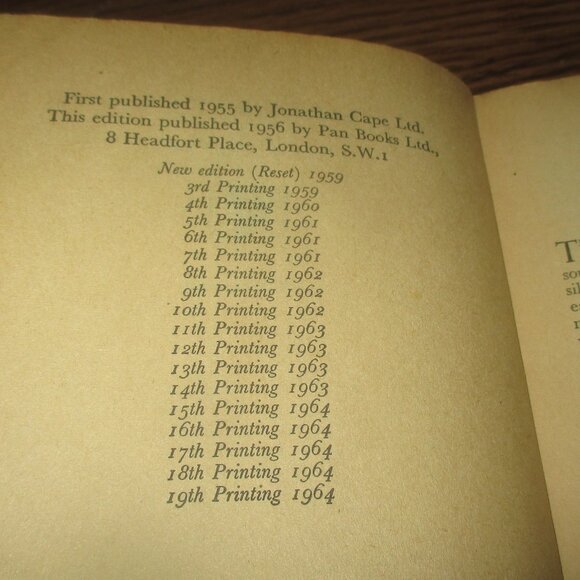 First published 1955 by Jonathan Cape Ltd.
This edition published 1956 by Pan Books Ltd.,
8 Headfort Place, London, S.W.1
New edition (Reset) 1959
3rd Printing 1959
4th Printing 1960
5th Printing 1961
6th Printing 1961
7th Printing 1961
8th Printing 1962
9th Printing 1962
10th Printing 1962
11th Printing 1963
12th Printing 1963
13th Printing 1963
14th Printing 1963
15th Printing 1964
16th Printing 1964
17th Printing 1964
18th Printing 1964
19th Printing 1964